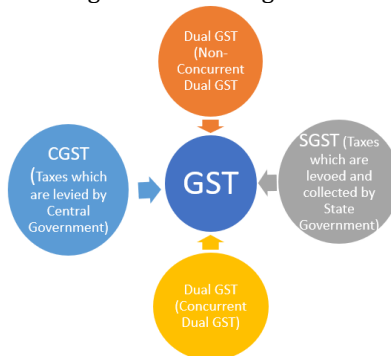 Dual GST
(Non-
Concurrent
Dual GST
CGST
(Taxes which
are levied by
Central
Government)
GST
SGST (Taxes
which are
levoed and
collected by
State
Government)
Dual GST
(Concurrent
Dual GST)